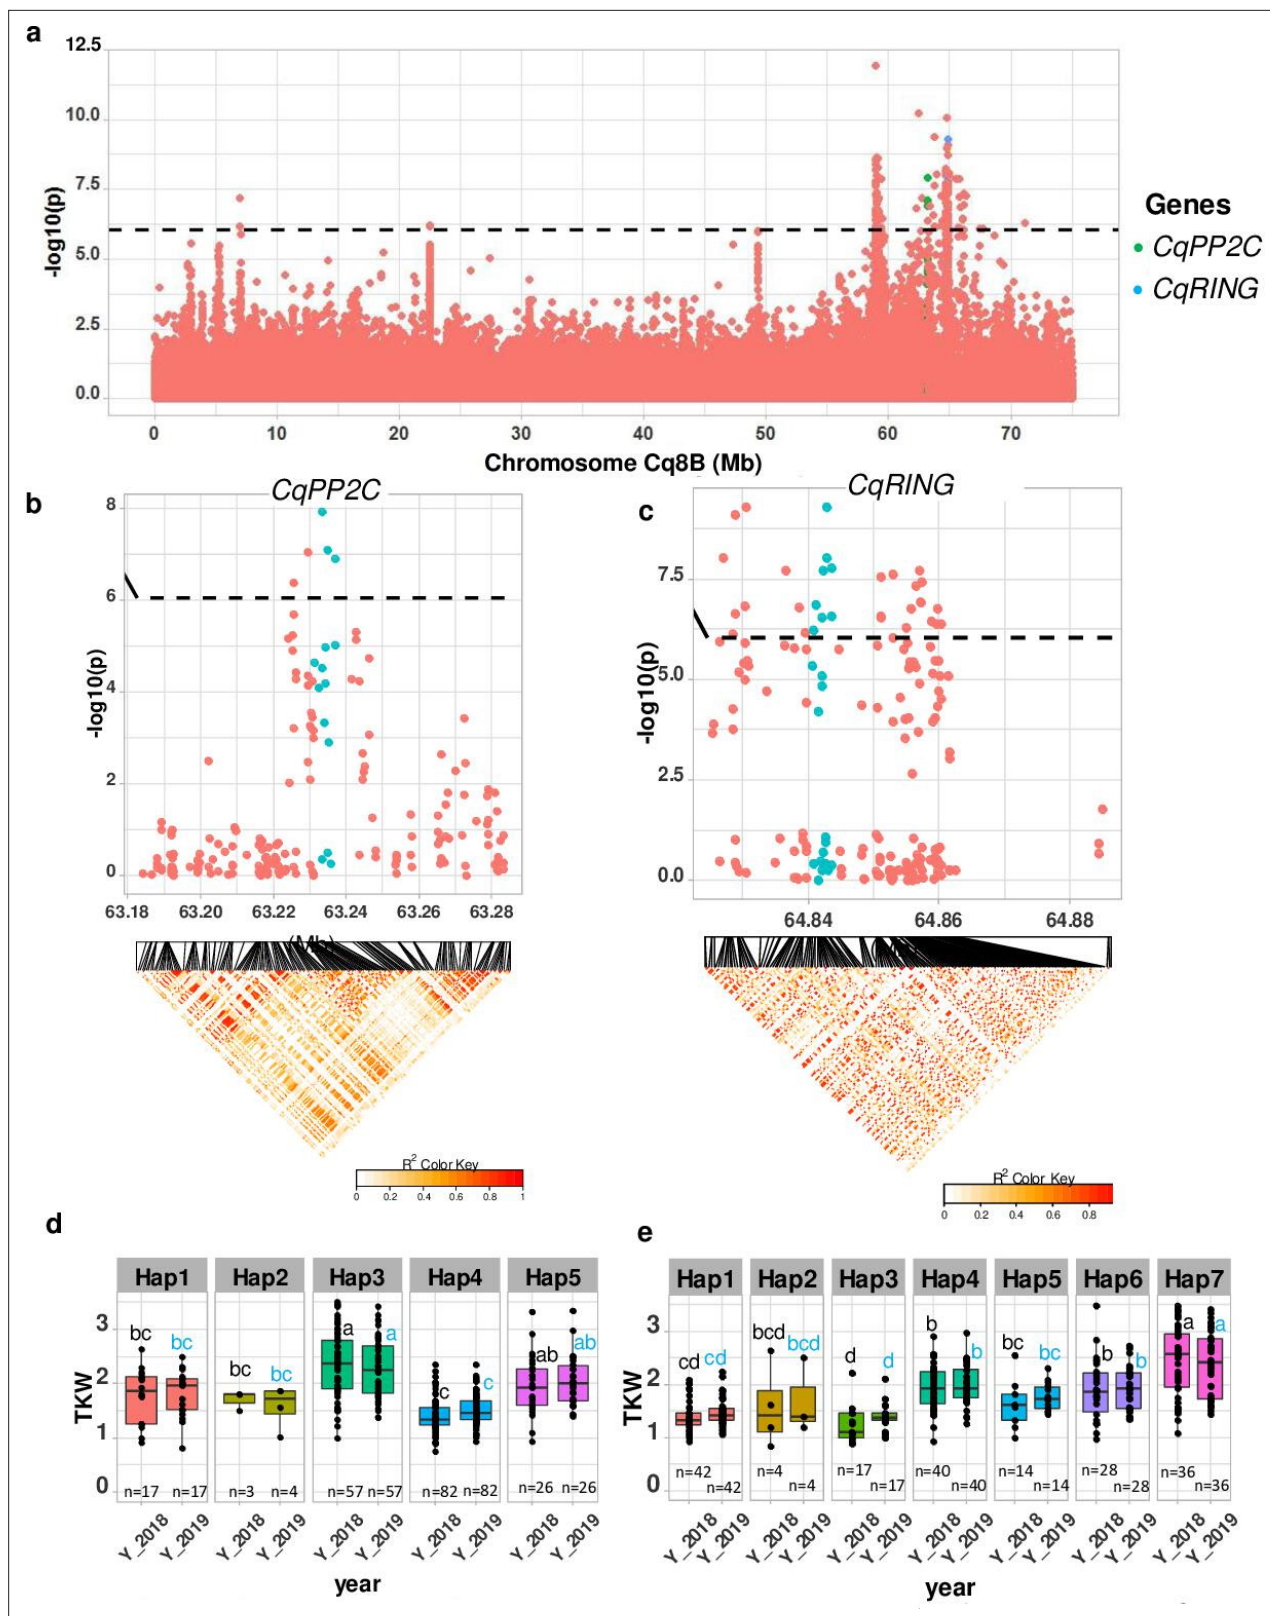 a
12.5
10.0
7.5
5.0
2.5
0.0
-log10(p)
0 10 20 30 40 50 60 70
Chromosome Cq8B (Mb)
Genes
CqPP2C
CqRING
b
CqPP2C
8
6
4
2
0
-log10(p)
63.18 63.20 63.22 63.24 63.26 63.28
(Mb)
R² Color Key
0 0.2 0.4 0.6 0.8 1
c
CqRING
7.5
5.0
2.5
0.0
-log10(p)
64.84 64.86 64.88
R² Color Key
0 0.2 0.4 0.6 0.8
d
Hap1 Hap2 Hap3 Hap4 Hap5
3
2
1
0
TKW
bc bc bc bc a a c c ab ab
n=17 n=17 n=3 n=4 n=57 n=57 n=82 n=82 n=26 n=26
Y_2018 Y_2019 Y_2018 Y_2019 Y_2018 Y_2019 Y_2018 Y_2019 Y_2018 Y_2019
year
e
Hap1 Hap2 Hap3 Hap4 Hap5 Hap6 Hap7
3
2
1
0
TKW
cd cd bcd bcd d d b b bc bc b b a a
n=42 n=4 n=17 n=40 n=14 n=28 n=36
n=42 n=4 n=17 n=40 n=14 n=28 n=36
Y_2018 Y_2019 Y_2018 Y_2019 Y_2018 Y_2019 Y_2018 Y_2019 Y_2018 Y_2019 Y_2018 Y_2019 Y_2018 Y_2019
year